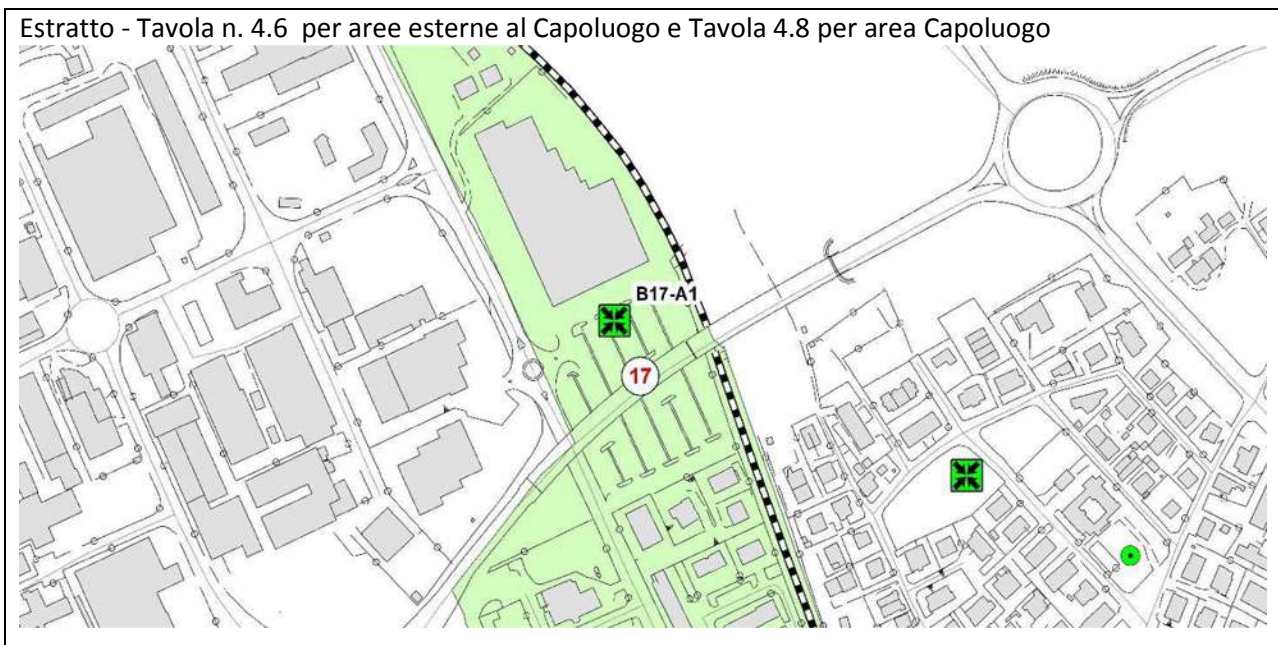 Estratto - Tavola n. 4.6 per aree esterne al Capoluogo e Tavola 4.8 per area Capoluogo
B17-A1
17